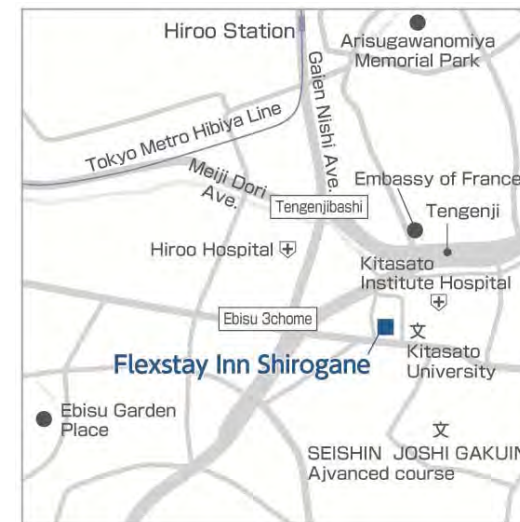 Hiroo Station
Arisugawanomiya
Memorial Park
Gaien Nishi Ave.
Tokyo Metro Hibiya Line
Meiji Dori
Ave.
Embassy of France
Tengenjibashi
Tengenji
Hiroo Hospital
Kitasato
Institute Hospital
Ebisu 3chome
文
Flexstay Inn Shirogane
Kitasato
University
Ebisu Garden
Place
文
SEISHIN JOSHI GAKUIN
Ajvanced course